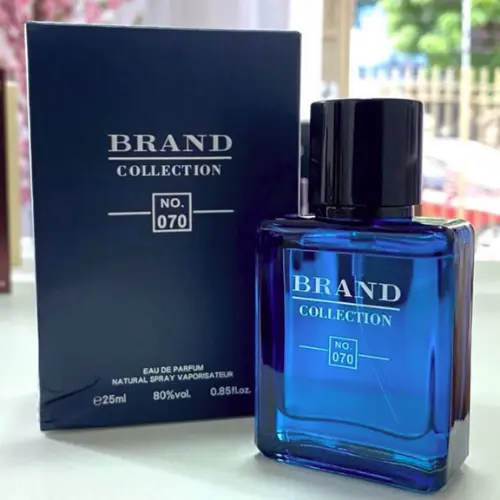 BRAND
COLLECTION
NO.
070
EAU DE PARFUM
NATURAL SPRAY VAPORISATEUR
℮25ml 80%vol. 0.85fl.oz.
BRAND
COLLECTION
NO.
070